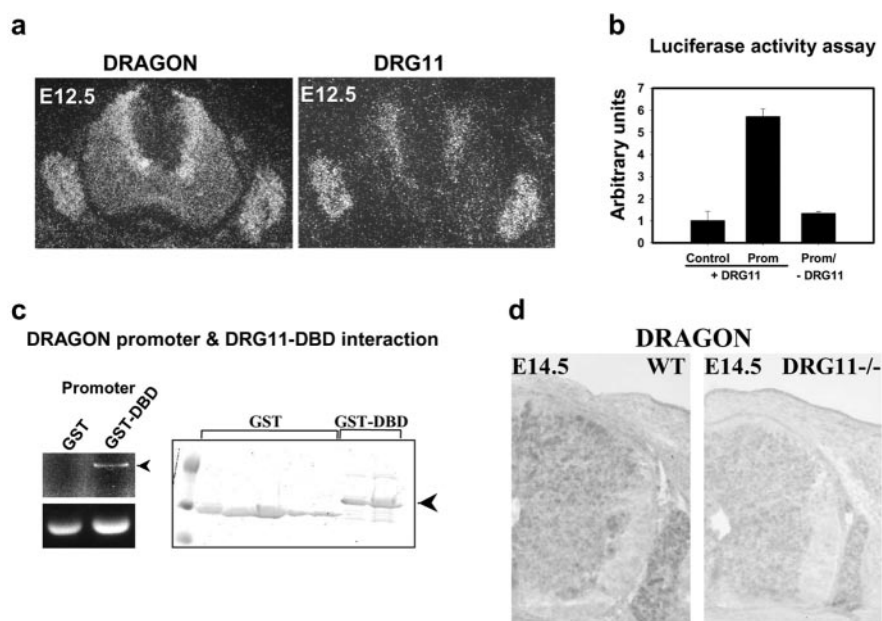 a
DRAGON DRG11
E12.5 E12.5
b
Luciferase activity assay
Arbitrary units
7
6
5
4
3
2
1
0
Control Prom Prom/
+ DRG11 - DRG11
c
DRAGON promoter & DRG11-DBD interaction
Promoter
GST GST-DBD
GST GST-DBD
d
DRAGON
E14.5 WT E14.5 DRG11-/-